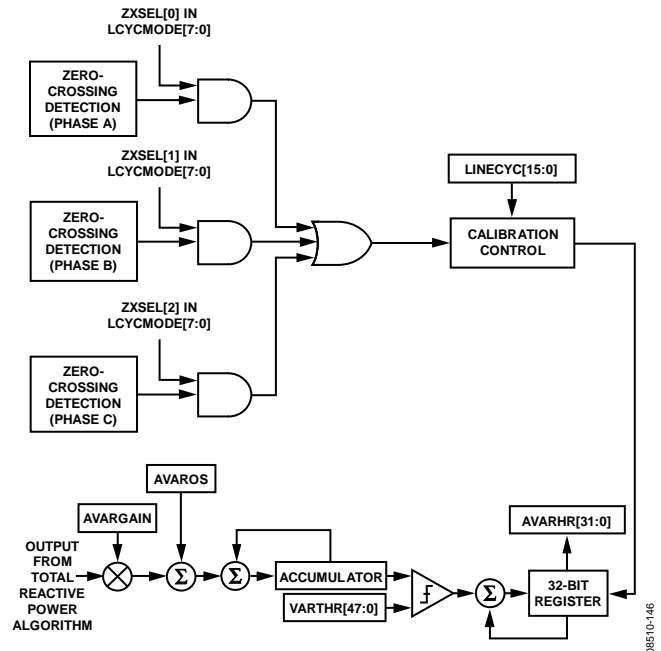 ZXSEL[0] IN
LCYCMODE[7:0]
ZERO-
CROSSING
DETECTION
(PHASE A)
ZXSEL[1] IN
LCYCMODE[7:0]
ZERO-
CROSSING
DETECTION
(PHASE B)
LINECYC[15:0]
CALIBRATION
CONTROL
ZXSEL[2] IN
LCYCMODE[7:0]
ZERO-
CROSSING
DETECTION
(PHASE C)
AVAROS
AVARGAIN
AVARHR[31:0]
OUTPUT
FROM
TOTAL
REACTIVE
POWER
ALGORITHM
Σ
Σ
ACCUMULATOR
VARTHR[47:0]
Σ
32-BIT
REGISTER
08510-146